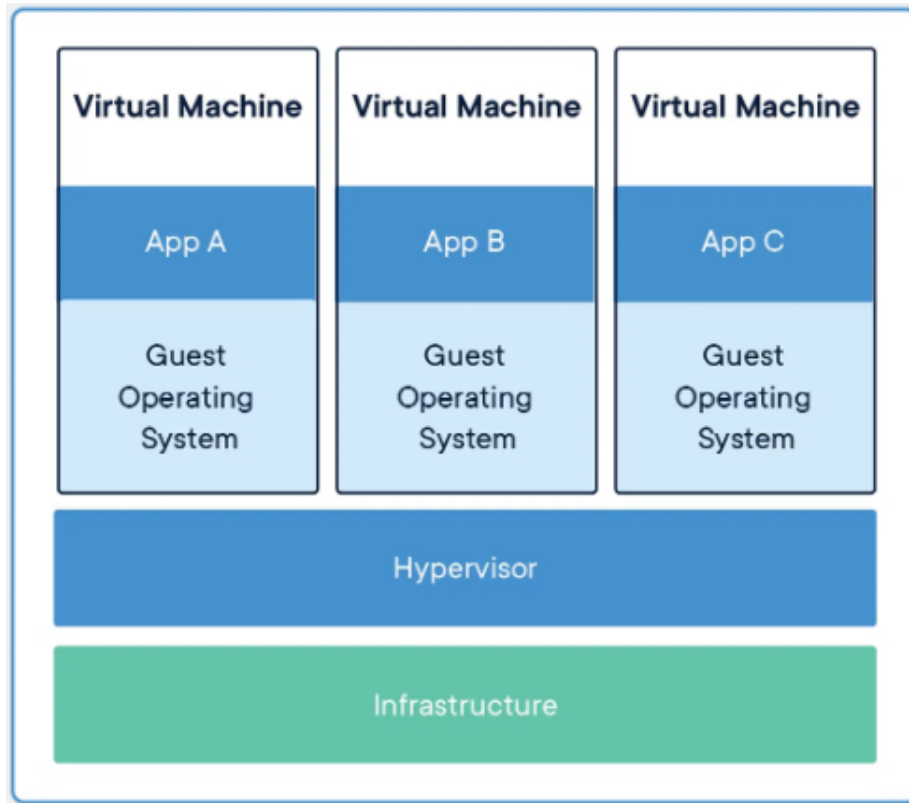 Virtual Machine
Virtual Machine
Virtual Machine
App A
App B
App C
Guest
Operating
System
Guest
Operating
System
Guest
Operating
System
Hypervisor
Infrastructure